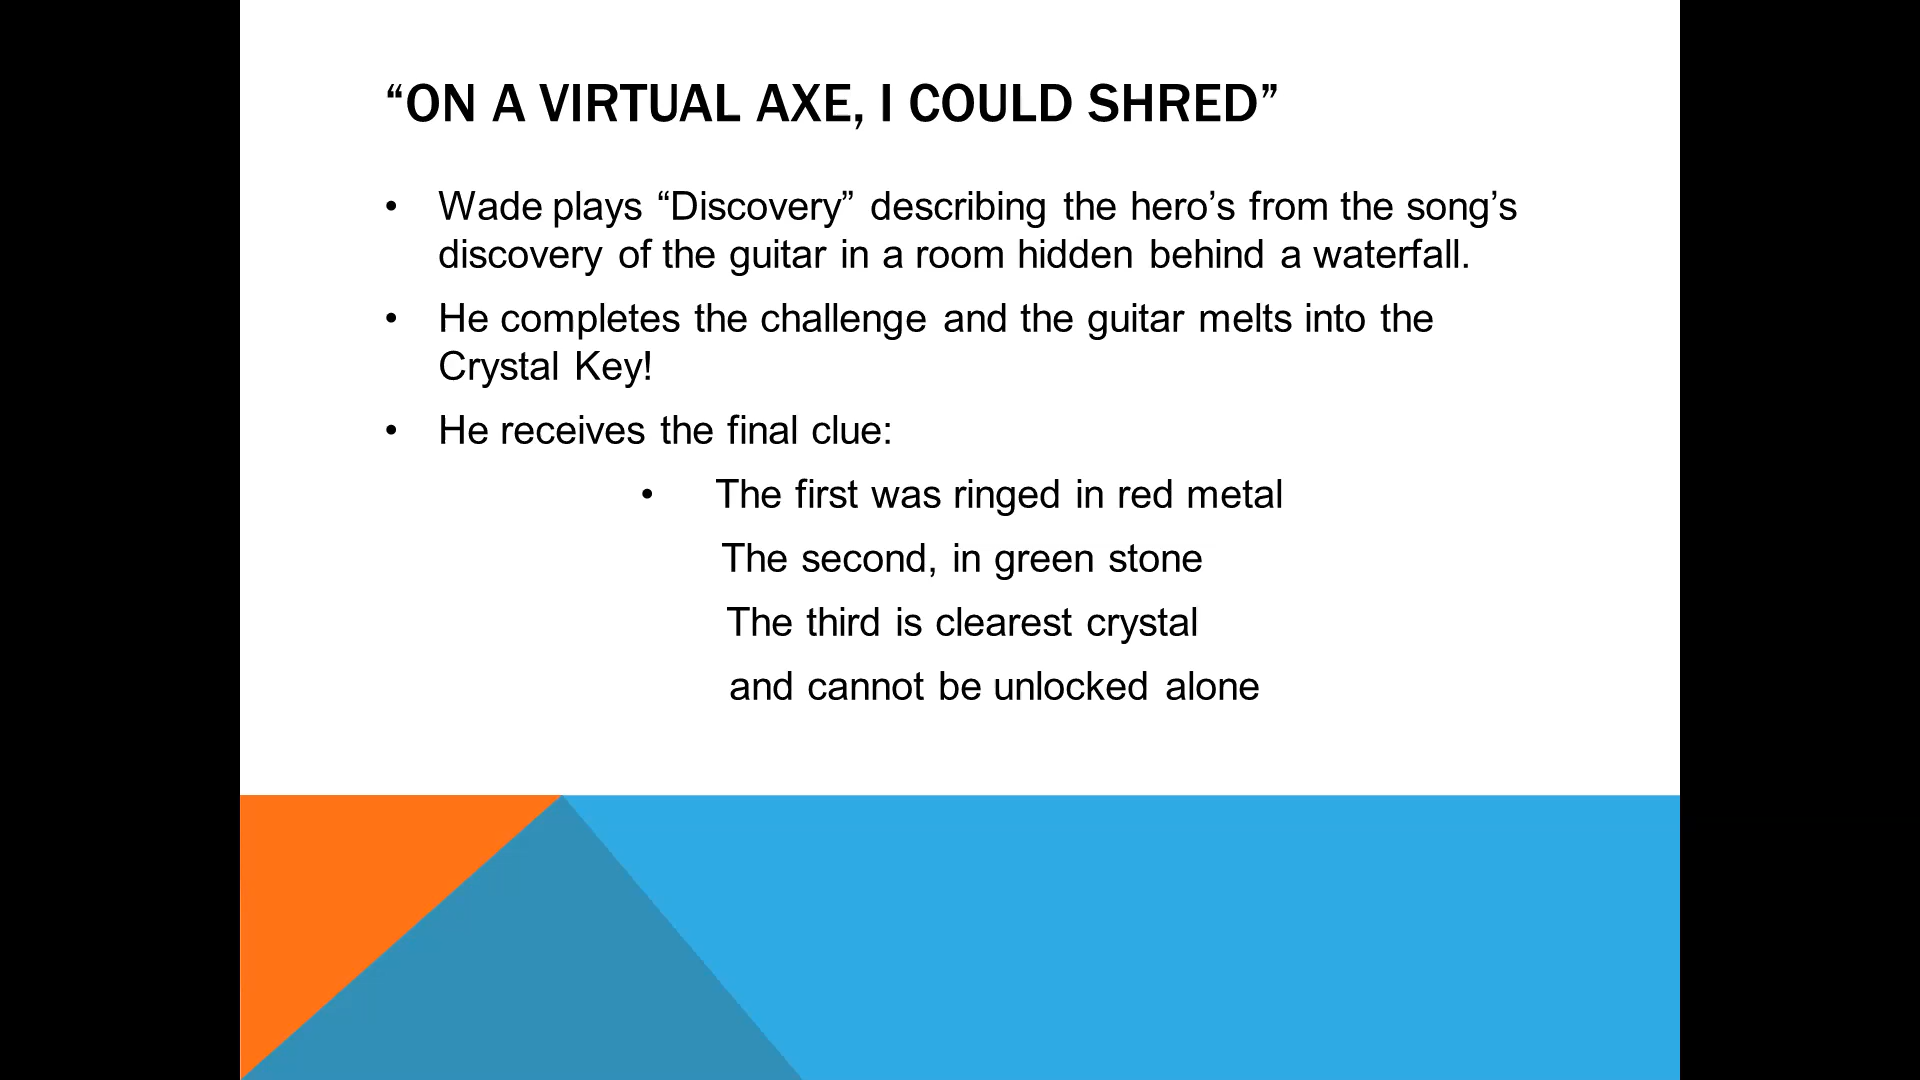 “ON A VIRTUAL AXE, I COULD SHRED”
• Wade plays “Discovery” describing the hero’s from the song’s
discovery of the guitar in a room hidden behind a waterfall.
• He completes the challenge and the guitar melts into the
Crystal Key!
• He receives the final clue:
• The first was ringed in red metal
The second, in green stone
The third is clearest crystal
and cannot be unlocked alone